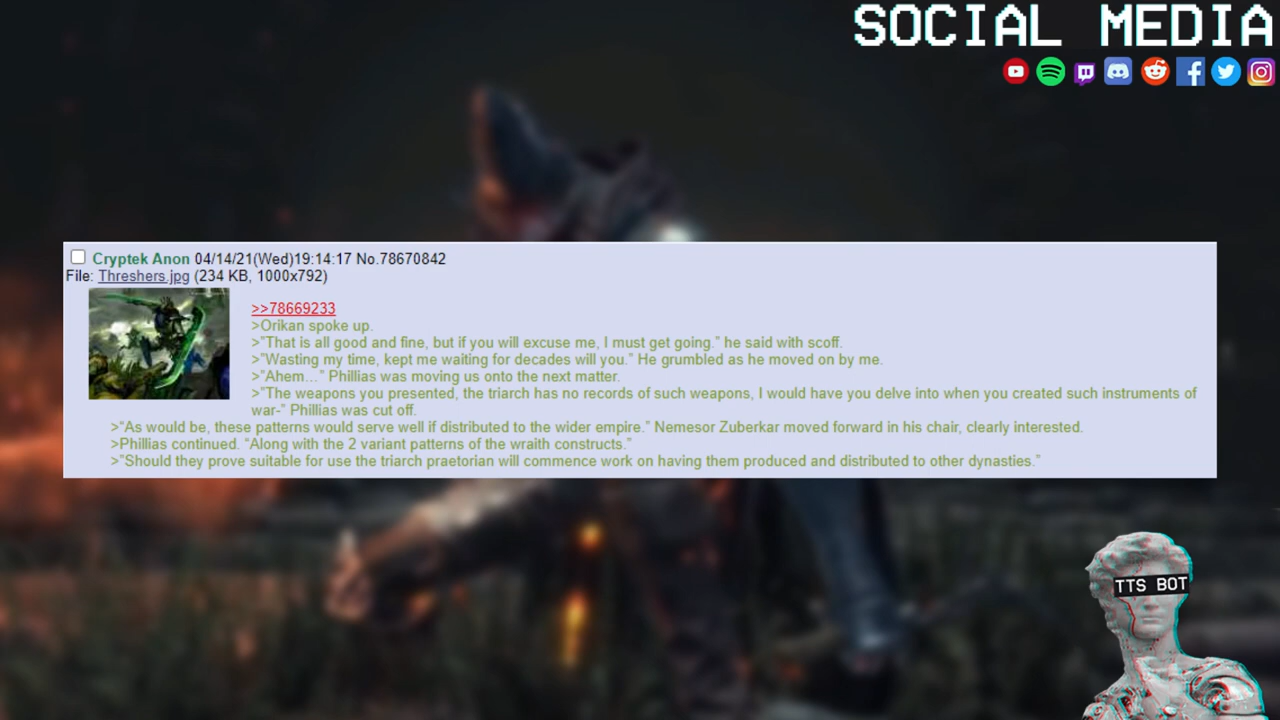 SOCIAL MEDIA
Cryptek Anon 04/14/21(Wed)19:14:17 No.78670842
File: Threshers.jpg (234 KB, 1000x792)
>>78669233
>Orikan spoke up.
>"That is all good and fine, but if you will excuse me, I must get going.” he said with scoff.
>"Wasting my time, kept me waiting for decades will you.” He grumbled as he moved on by me.
>"Ahem…” Phillias was moving us onto the next matter.
>"The weapons you presented, the triarch has no records of such weapons, I would have you delve into when you created such instruments of
war-” Phillias was cut off.
>“As would be, these patterns would serve well if distributed to the wider empire.” Nemesor Zuberkar moved forward in his chair, clearly interested.
>Phillias continued. “Along with the 2 variant patterns of the wraith constructs.”
>"Should they prove suitable for use the triarch praetorian will commence work on having them produced and distributed to other dynasties.”
TTS BOT